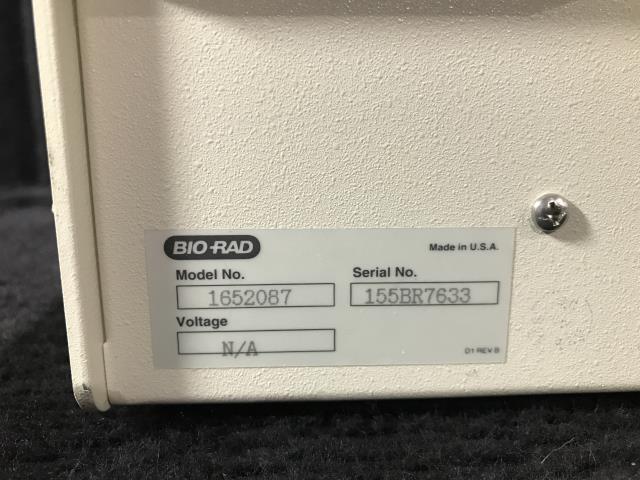 BIO-RAD
Made in U.S.A.
Model No.
1652087
Serial No.
155BR7633
Voltage
N/A
D1 REV B